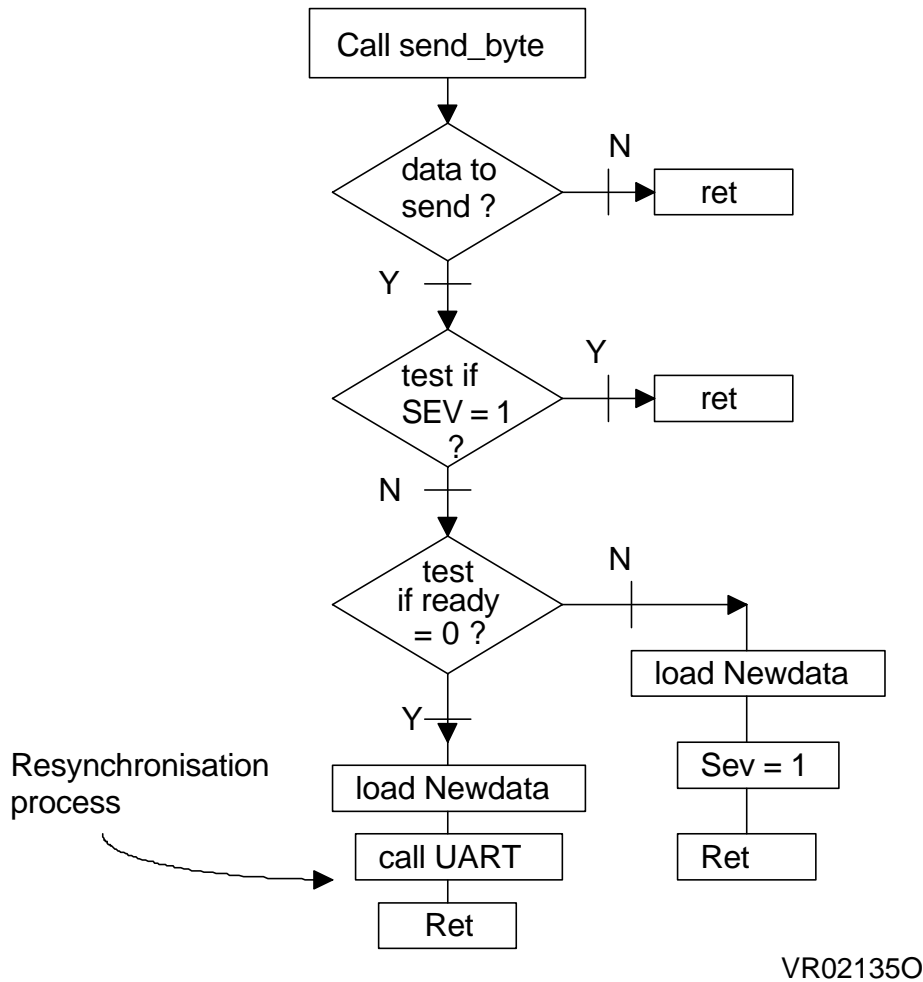 Call send_byte
data to
send ?
N
ret
Y
test if
SEV = 1
?
Y
ret
N
test
if ready
= 0 ?
N
load Newdata
Sev = 1
Ret
Y
Resynchronisation
process
load Newdata
call UART
Ret
VR02135O